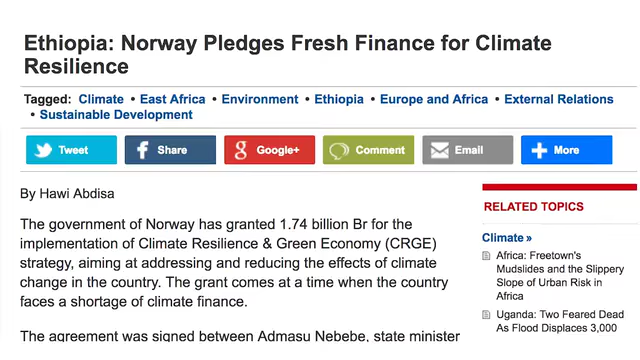 Ethiopia: Norway Pledges Fresh Finance for Climate
Resilience
Tagged: Climate • East Africa • Environment • Ethiopia • Europe and Africa • External Relations
• Sustainable Development
Tweet
Share
Google+
Comment
Email
More
By Hawi Abdisa
The government of Norway has granted 1.74 billion Br for the
implementation of Climate Resilience & Green Economy (CRGE)
strategy, aiming at addressing and reducing the effects of climate
change in the country. The grant comes at a time when the country
faces a shortage of climate finance.
The agreement was signed between Admasu Nebebe, state minister
RELATED TOPICS
Climate »
Africa: Freetown's
Mudslides and the Slippery
Slope of Urban Risk in
Africa
Uganda: Two Feared Dead
As Flood Displaces 3,000